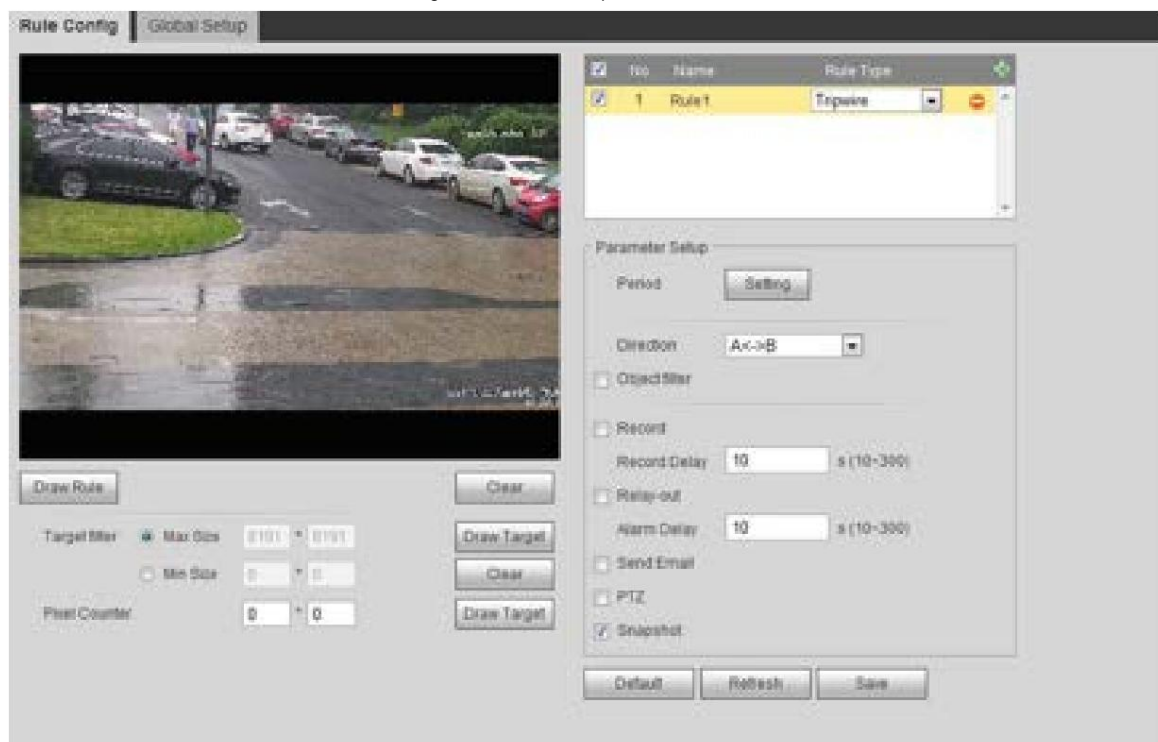 Rule Config Global Setup
No Name Rule Type
1 Rule1 Tripwire
Parameter Setup
Period Setting
Direction A<->B
Object filter
Record
Record Delay 10 s (10~300)
Relay-out
Alarm Delay 10 s (10~300)
Send Email
PTZ
Snapshot
Default Refresh Save
Draw Rule Clear
Target filter Max Size 8191 * 8191 Draw Target
Min Size 0 * 0 Clear
Pixel Counter 0 * 0 Draw Target